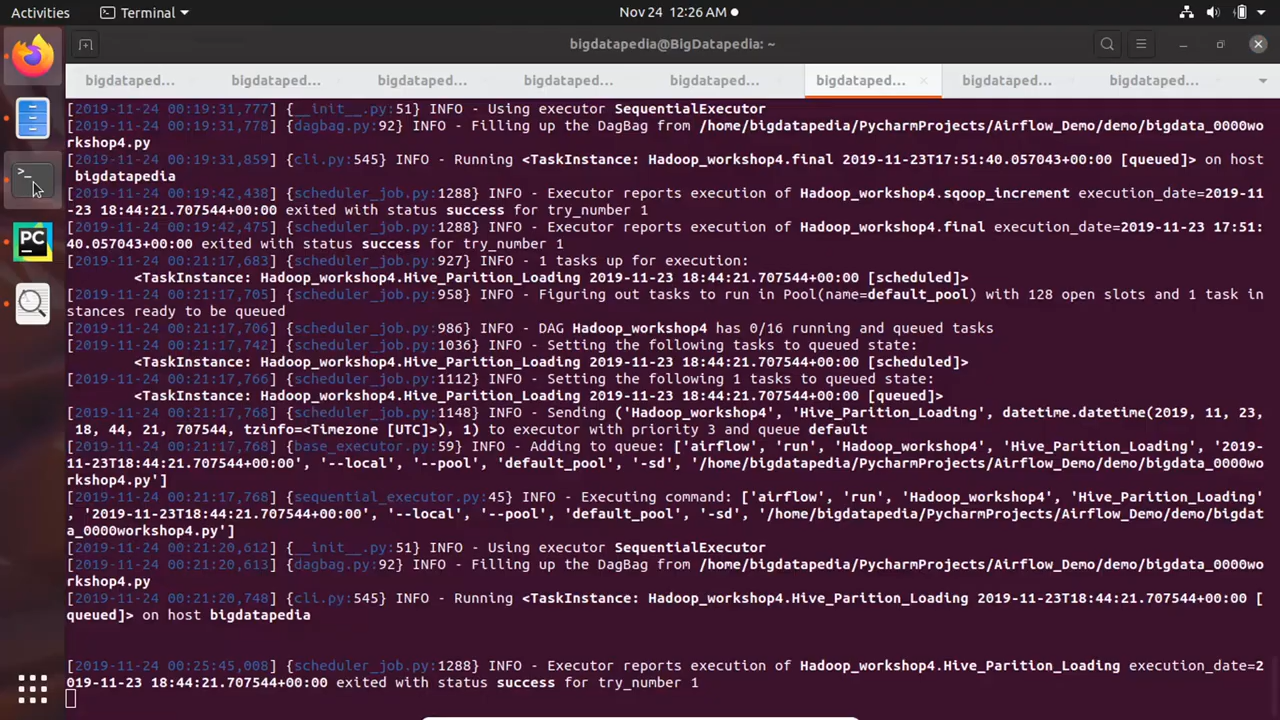 Activities
Terminal
Nov 24 12:26 AM
bigdatapedia@BigDatapedia: ~
bigdataped... bigdataped... bigdataped... bigdataped... bigdataped... bigdataped... × bigdataped... bigdataped...
[2019-11-24 00:19:31,777] {__init__.py:51} INFO - Using executor SequentialExecutor
[2019-11-24 00:19:31,778] {dagbag.py:92} INFO - Filling up the DagBag from /home/bigdatapedia/PycharmProjects/Airflow_Demo/demo/bigdata_0000wo
rkshop4.py
[2019-11-24 00:19:31,859] {cli.py:545} INFO - Running <TaskInstance: Hadoop_workshop4.final 2019-11-23T17:51:40.057043+00:00 [queued]> on host
bigdatapedia
[2019-11-24 00:19:42,438] {scheduler_job.py:1288} INFO - Executor reports execution of Hadoop_workshop4.sqoop_increment execution_date=2019-11
-23 18:44:21.707544+00:00 exited with status success for try_number 1
[2019-11-24 00:19:42,475] {scheduler_job.py:1288} INFO - Executor reports execution of Hadoop_workshop4.final execution_date=2019-11-23 17:51:
40.057043+00:00 exited with status success for try_number 1
[2019-11-24 00:21:17,683] {scheduler_job.py:927} INFO - 1 tasks up for execution:
<TaskInstance: Hadoop_workshop4.Hive_Parition_Loading 2019-11-23 18:44:21.707544+00:00 [scheduled]>
[2019-11-24 00:21:17,705] {scheduler_job.py:958} INFO - Figuring out tasks to run in Pool(name=default_pool) with 128 open slots and 1 task in
stances ready to be queued
[2019-11-24 00:21:17,706] {scheduler_job.py:986} INFO - DAG Hadoop_workshop4 has 0/16 running and queued tasks
[2019-11-24 00:21:17,742] {scheduler_job.py:1036} INFO - Setting the following tasks to queued state:
<TaskInstance: Hadoop_workshop4.Hive_Parition_Loading 2019-11-23 18:44:21.707544+00:00 [scheduled]>
[2019-11-24 00:21:17,766] {scheduler_job.py:1112} INFO - Setting the following 1 tasks to queued state:
<TaskInstance: Hadoop_workshop4.Hive_Parition_Loading 2019-11-23 18:44:21.707544+00:00 [queued]>
[2019-11-24 00:21:17,768] {scheduler_job.py:1148} INFO - Sending ('Hadoop_workshop4', 'Hive_Parition_Loading', datetime.datetime(2019, 11, 23,
18, 44, 21, 707544, tzinfo=<Timezone [UTC]>), 1) to executor with priority 3 and queue default
[2019-11-24 00:21:17,768] {base_executor.py:59} INFO - Adding to queue: ['airflow', 'run', 'Hadoop_workshop4', 'Hive_Parition_Loading', '2019-
11-23T18:44:21.707544+00:00', '--local', '--pool', 'default_pool', '-sd', '/home/bigdatapedia/PycharmProjects/Airflow_Demo/demo/bigdata_0000wo
rkshop4.py']
[2019-11-24 00:21:17,768] {sequential_executor.py:45} INFO - Executing command: ['airflow', 'run', 'Hadoop_workshop4', 'Hive_Parition_Loading'
, '2019-11-23T18:44:21.707544+00:00', '--local', '--pool', 'default_pool', '-sd', '/home/bigdatapedia/PycharmProjects/Airflow_Demo/demo/bigdat
a_0000workshop4.py']
[2019-11-24 00:21:20,612] {__init__.py:51} INFO - Using executor SequentialExecutor
[2019-11-24 00:21:20,613] {dagbag.py:92} INFO - Filling up the DagBag from /home/bigdatapedia/PycharmProjects/Airflow_Demo/demo/bigdata_0000wo
rkshop4.py
[2019-11-24 00:21:20,748] {cli.py:545} INFO - Running <TaskInstance: Hadoop_workshop4.Hive_Parition_Loading 2019-11-23T18:44:21.707544+00:00 [
queued]> on host bigdatapedia
[2019-11-24 00:25:45,008] {scheduler_job.py:1288} INFO - Executor reports execution of Hadoop_workshop4.Hive_Parition_Loading execution_date=2
019-11-23 18:44:21.707544+00:00 exited with status success for try_number 1
PC